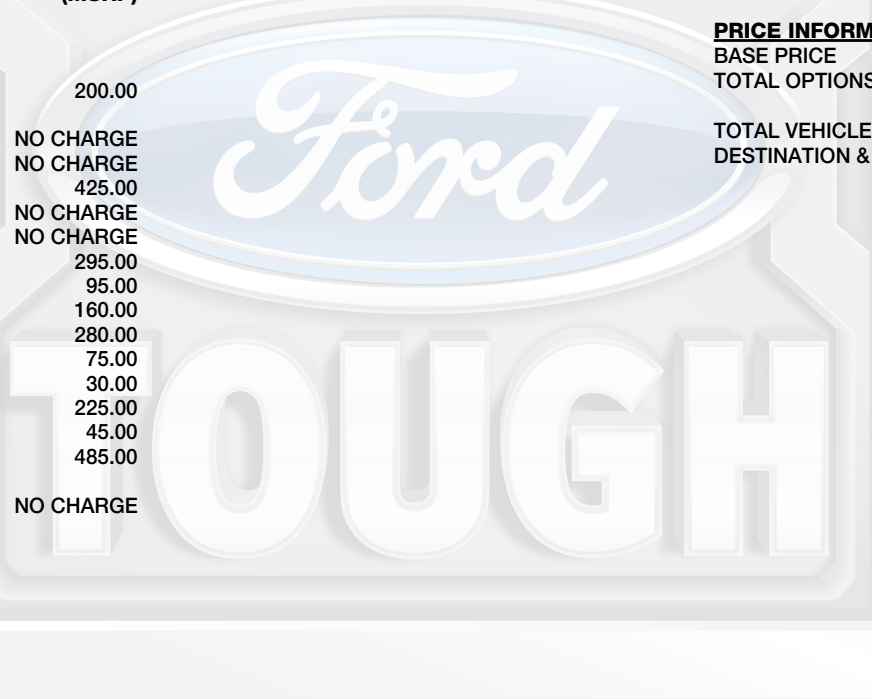 (MSRP)
200.00
NO CHARGE
NO CHARGE
425.00
NO CHARGE
NO CHARGE
295.00
95.00
160.00
280.00
75.00
30.00
225.00
45.00
485.00
NO CHARGE
PRICE INFORM
BASE PRICE
TOTAL OPTIONS
TOTAL VEHICLE
DESTINATION &
Ford
TOUGH